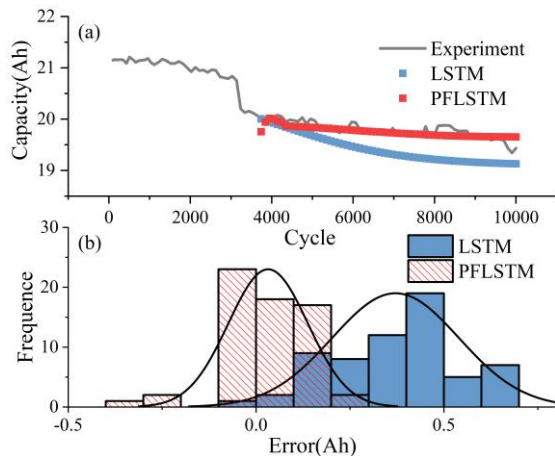 (a)
Experiment
LSTM
PFLSTM
22
21
20
19
Capacity(Ah)
0 2000 4000 6000 8000 10000
Cycle
(b)
LSTM
PFLSTM
30
20
10
0
Frequence
-0.5 0.0 0.5
Error(Ah)